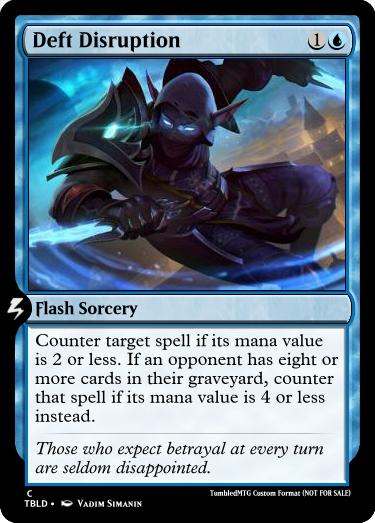 Deft Disruption 1
Flash Sorcery
Counter target spell if its mana value
is 2 or less. If an opponent has eight or
more cards in their graveyard, counter
that spell if its mana value is 4 or less
instead.
Those who expect betrayal at every turn
are seldom disappointed.
C
TBLD • VADIM SIMANIN
TumbledMTG Custom Format (NOT FOR SALE)